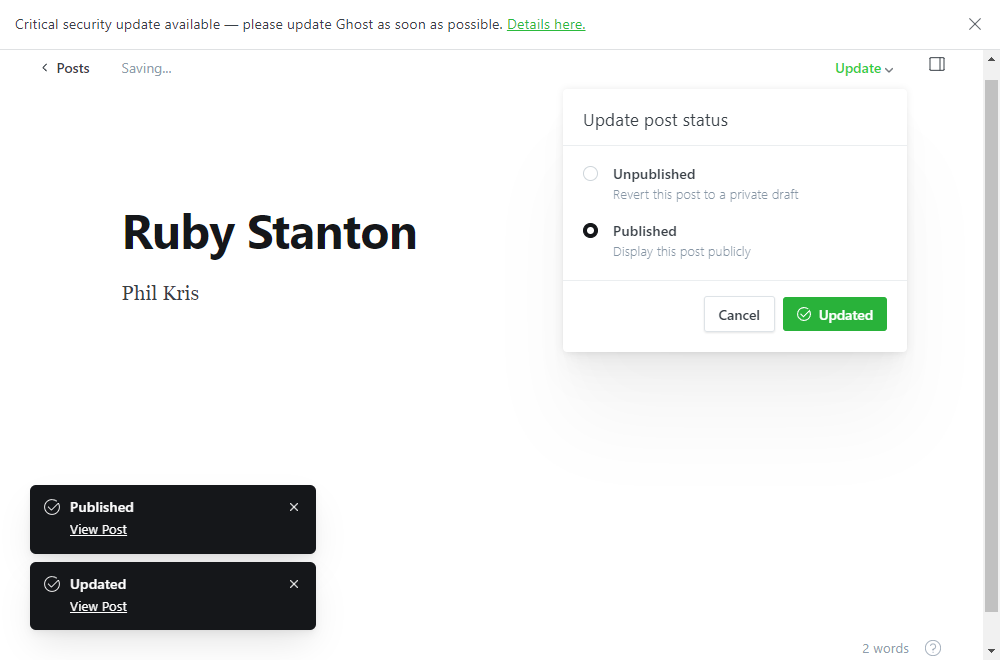 Critical security update available — please update Ghost as soon as possible. Details here.
Posts
Saving...
Update
Update post status
Unpublished
Revert this post to a private draft
Published
Display this post publicly
Cancel
Updated
Ruby Stanton
Phil Kris
Published
View Post
Updated
View Post
2 words
?